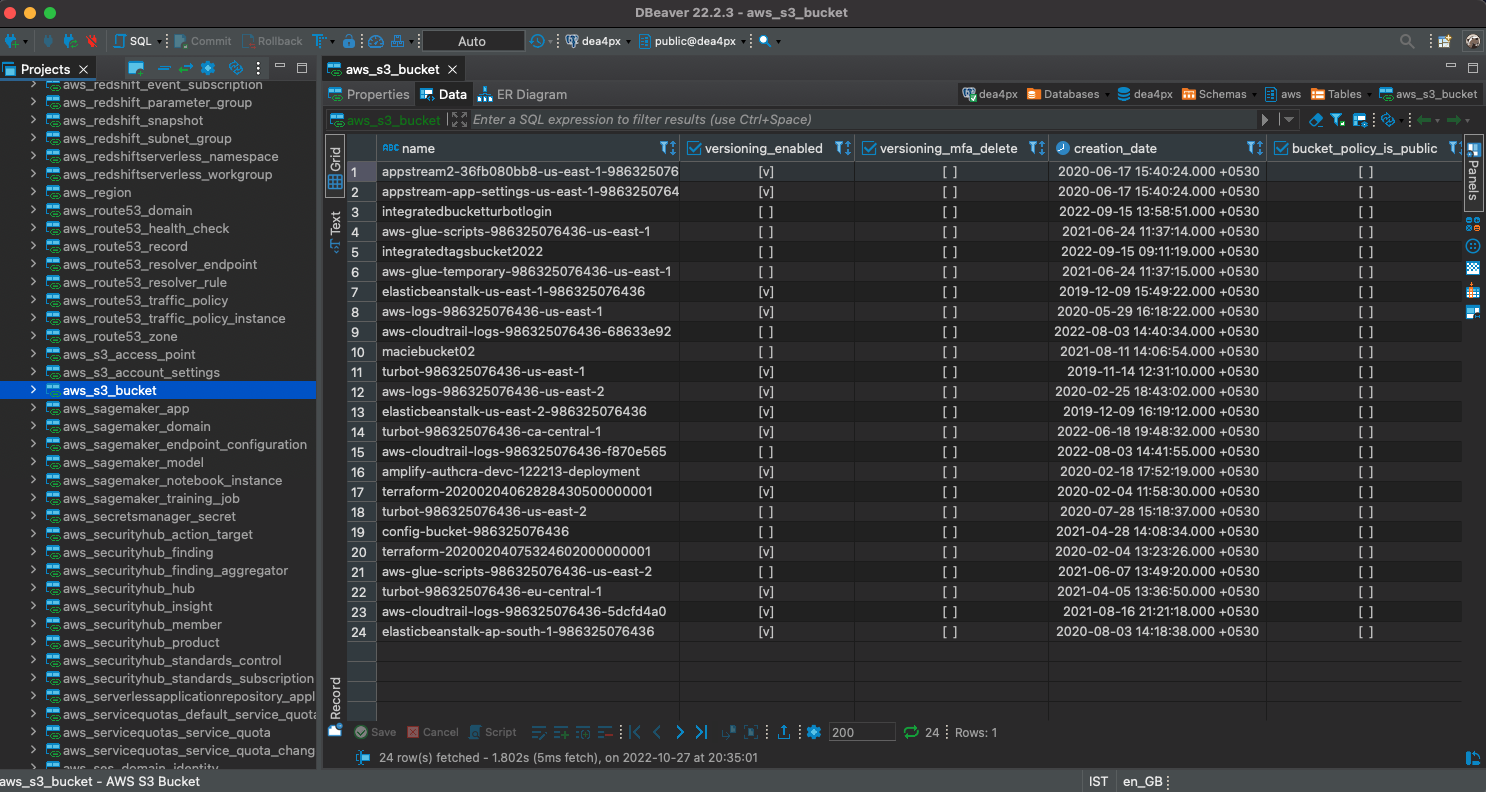 DBeaver 22.2.3 - aws_s3_bucket
SQL Commit Rollback Auto dea4px public@dea4px
Projects
aws_redshift_event_subscription
aws_redshift_parameter_group
aws_redshift_snapshot
aws_redshift_subnet_group
aws_redshiftserverless_namespace
aws_redshiftserverless_workgroup
aws_region
aws_route53_domain
aws_route53_health_check
aws_route53_record
aws_route53_resolver_endpoint
aws_route53_resolver_rule
aws_route53_traffic_policy
aws_route53_traffic_policy_instance
aws_route53_zone
aws_s3_access_point
aws_s3_account_settings
aws_s3_bucket
aws_sagemaker_app
aws_sagemaker_domain
aws_sagemaker_endpoint_configuration
aws_sagemaker_model
aws_sagemaker_notebook_instance
aws_sagemaker_training_job
aws_secretsmanager_secret
aws_securityhub_action_target
aws_securityhub_finding
aws_securityhub_finding_aggregator
aws_securityhub_hub
aws_securityhub_insight
aws_securityhub_member
aws_securityhub_product
aws_securityhub_standards_control
aws_securityhub_standards_subscription
aws_serverlessapplicationrepository_appl
aws_servicequotas_default_service_quota
aws_servicequotas_service_quota
aws_servicequotas_service_quota_chang
aws_ses_domain_identity
aws_s3_bucket
Properties Data ER Diagram dea4px Databases dea4px Schemas aws Tables aws_s3_bucket
aws_s3_bucket Enter a SQL expression to filter results (use Ctrl+Space)
Grid
Text
Record
Panels
ABC name versioning_enabled versioning_mfa_delete creation_date bucket_policy_is_public
1 appstream2-36fb080bb8-us-east-1-986325076 [v] [ ] 2020-06-17 15:40:24.000 +0530 [ ]
2 appstream-app-settings-us-east-1-986325076​4 [v] [ ] 2020-06-17 15:40:24.000 +0530 [ ]
3 integratedbucketturbotlogin [ ] [ ] 2022-09-15 13:58:51.000 +0530 [ ]
4 aws-glue-scripts-986325076436-us-east-1 [ ] [ ] 2021-06-24 11:37:14.000 +0530 [ ]
5 integratedtagsbucket2022 [ ] [ ] 2022-09-15 09:11:19.000 +0530 [ ]
6 aws-glue-temporary-986325076436-us-east-1 [ ] [ ] 2021-06-24 11:37:15.000 +0530 [ ]
7 elasticbeanstalk-us-east-1-986325076436 [v] [ ] 2019-12-09 15:49:22.000 +0530 [ ]
8 aws-logs-986325076436-us-east-1 [v] [ ] 2020-05-29 16:18:22.000 +0530 [ ]
9 aws-cloudtrail-logs-986325076436-68633e92 [ ] [ ] 2022-08-03 14:40:34.000 +0530 [ ]
10 maciebucket02 [ ] [ ] 2021-08-11 14:06:54.000 +0530 [ ]
11 turbot-986325076436-us-east-1 [v] [ ] 2019-11-14 12:31:10.000 +0530 [ ]
12 aws-logs-986325076436-us-east-2 [v] [ ] 2020-02-25 18:43:02.000 +0530 [ ]
13 elasticbeanstalk-us-east-2-986325076436 [v] [ ] 2019-12-09 16:19:12.000 +0530 [ ]
14 turbot-986325076436-ca-central-1 [v] [ ] 2022-06-18 19:48:32.000 +0530 [ ]
15 aws-cloudtrail-logs-986325076436-f870e565 [ ] [ ] 2022-08-03 14:41:55.000 +0530 [ ]
16 amplify-authcra-devc-122213-deployment [v] [ ] 2020-02-18 17:52:19.000 +0530 [ ]
17 terraform-20200204062828430500000001 [v] [ ] 2020-02-04 11:58:30.000 +0530 [ ]
18 turbot-986325076436-us-east-2 [v] [ ] 2020-07-28 15:18:37.000 +0530 [ ]
19 config-bucket-986325076436 [ ] [ ] 2021-04-28 14:08:34.000 +0530 [ ]
20 terraform-20200204075324602000000001 [v] [ ] 2020-02-04 13:23:26.000 +0530 [ ]
21 aws-glue-scripts-986325076436-us-east-2 [ ] [ ] 2021-06-07 13:49:20.000 +0530 [ ]
22 turbot-986325076436-eu-central-1 [v] [ ] 2021-04-05 13:36:50.000 +0530 [ ]
23 aws-cloudtrail-logs-986325076436-5dcfd4a0 [v] [ ] 2021-08-16 21:21:18.000 +0530 [ ]
24 elasticbeanstalk-ap-south-1-986325076436 [v] [ ] 2020-08-03 14:18:38.000 +0530 [ ]
Save Cancel Script 200 24 Rows: 1
24 row(s) fetched - 1.802s (5ms fetch), on 2022-10-27 at 20:35:01
aws_s3_bucket - AWS S3 Bucket IST en_GB